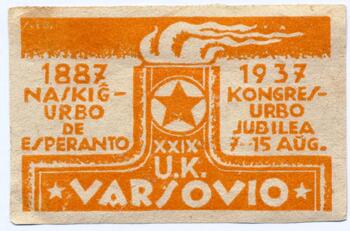 1887
NASKIĜ-
URBO
DE
ESPERANTO
1937
KONGRES-
URBO
JUBILEA
7-15 AŬG.
XXIX
U.K.
VARSOVIO